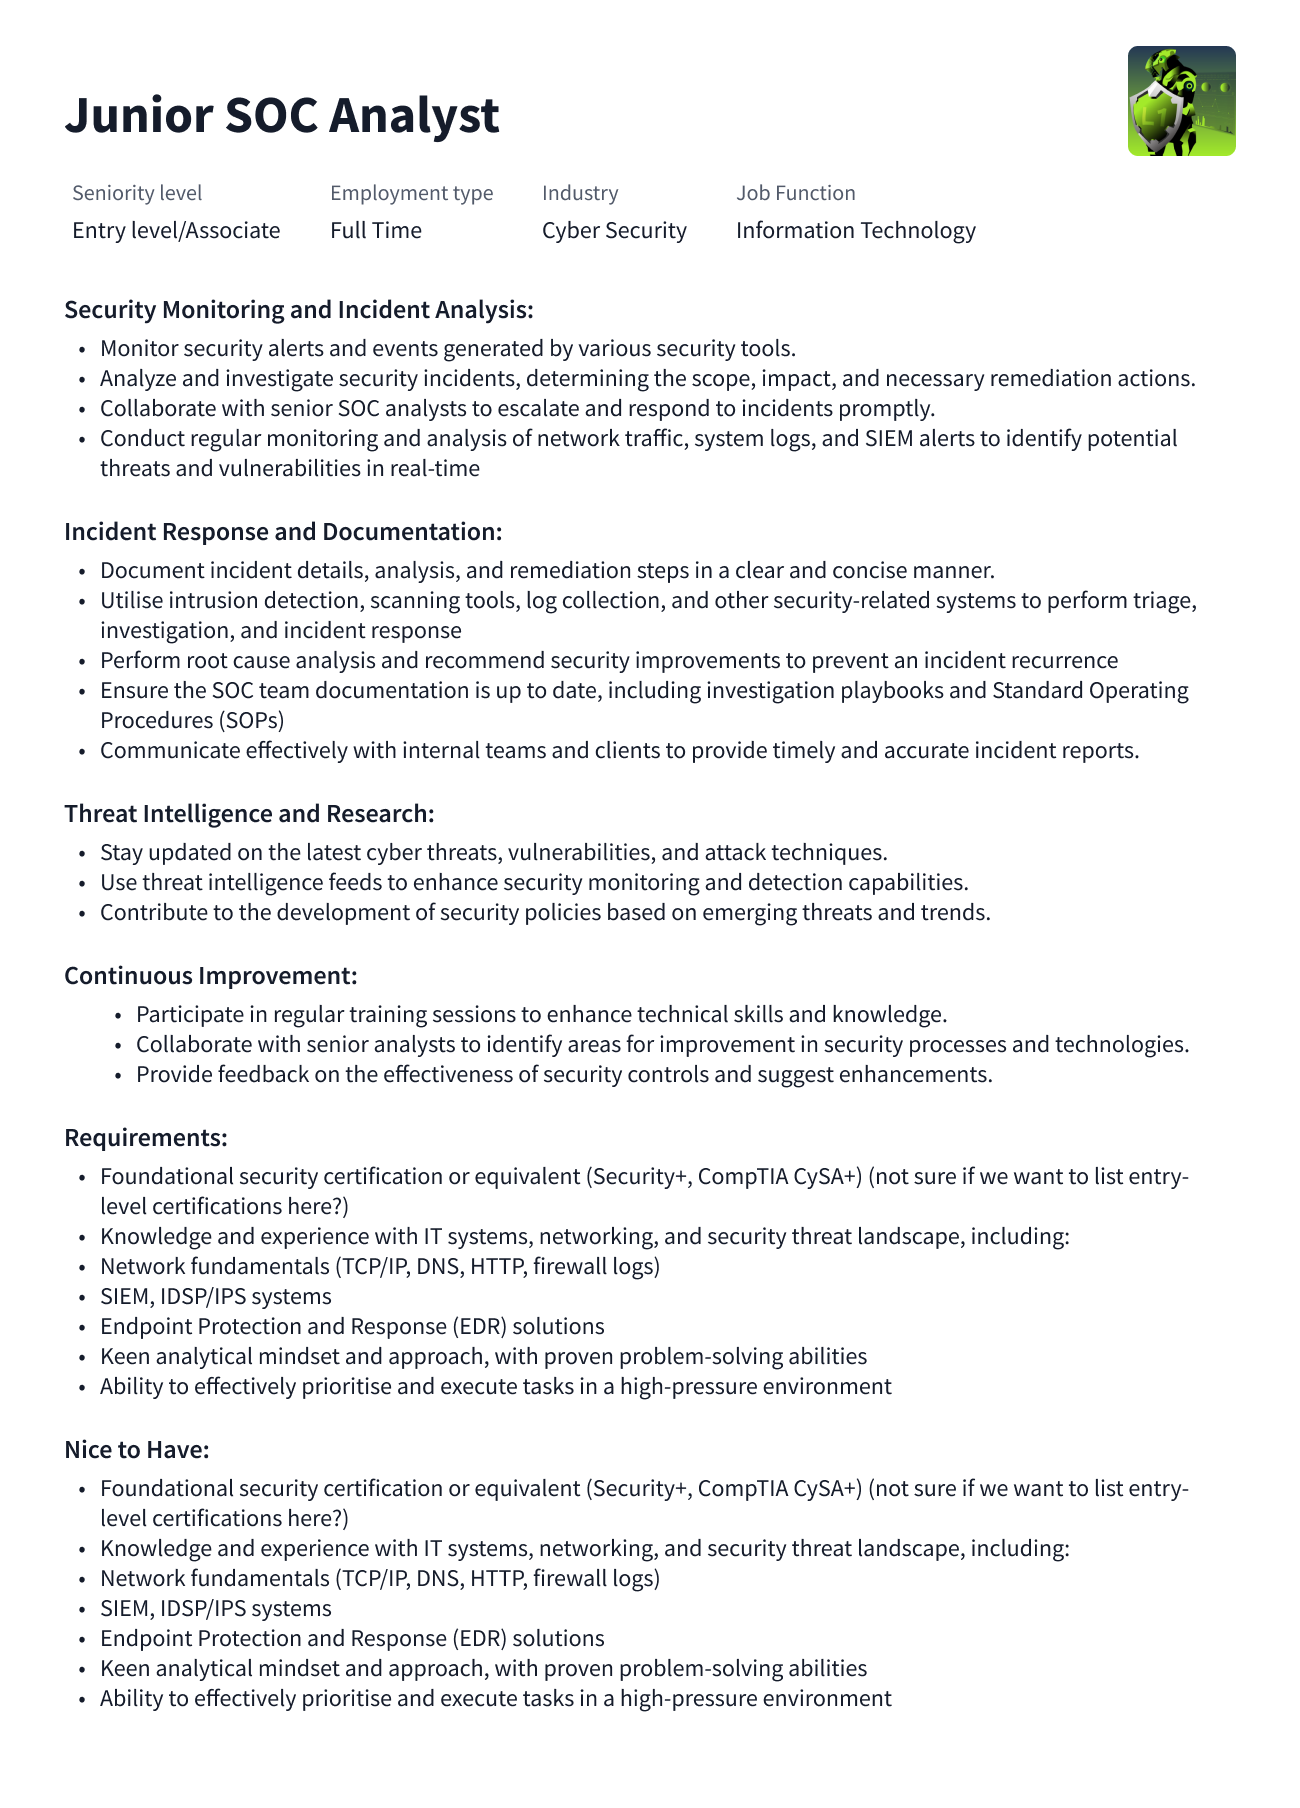 Junior SOC Analyst
L1
Seniority level
Employment type
Industry
Job Function
Entry level/Associate
Full Time
Cyber Security
Information Technology
Security Monitoring and Incident Analysis:
• Monitor security alerts and events generated by various security tools.
• Analyze and investigate security incidents, determining the scope, impact, and necessary remediation actions.
• Collaborate with senior SOC analysts to escalate and respond to incidents promptly.
• Conduct regular monitoring and analysis of network traffic, system logs, and SIEM alerts to identify potential
threats and vulnerabilities in real-time
Incident Response and Documentation:
• Document incident details, analysis, and remediation steps in a clear and concise manner.
• Utilise intrusion detection, scanning tools, log collection, and other security-related systems to perform triage,
investigation, and incident response
• Perform root cause analysis and recommend security improvements to prevent an incident recurrence
• Ensure the SOC team documentation is up to date, including investigation playbooks and Standard Operating
Procedures (SOPs)
• Communicate effectively with internal teams and clients to provide timely and accurate incident reports.
Threat Intelligence and Research:
• Stay updated on the latest cyber threats, vulnerabilities, and attack techniques.
• Use threat intelligence feeds to enhance security monitoring and detection capabilities.
• Contribute to the development of security policies based on emerging threats and trends.
Continuous Improvement:
• Participate in regular training sessions to enhance technical skills and knowledge.
• Collaborate with senior analysts to identify areas for improvement in security processes and technologies.
• Provide feedback on the effectiveness of security controls and suggest enhancements.
Requirements:
• Foundational security certification or equivalent (Security+, CompTIA CySA+) (not sure if we want to list entry-
level certifications here?)
• Knowledge and experience with IT systems, networking, and security threat landscape, including:
• Network fundamentals (TCP/IP, DNS, HTTP, firewall logs)
• SIEM, IDSP/IPS systems
• Endpoint Protection and Response (EDR) solutions
• Keen analytical mindset and approach, with proven problem-solving abilities
• Ability to effectively prioritise and execute tasks in a high-pressure environment
Nice to Have:
• Foundational security certification or equivalent (Security+, CompTIA CySA+) (not sure if we want to list entry-
level certifications here?)
• Knowledge and experience with IT systems, networking, and security threat landscape, including:
• Network fundamentals (TCP/IP, DNS, HTTP, firewall logs)
• SIEM, IDSP/IPS systems
• Endpoint Protection and Response (EDR) solutions
• Keen analytical mindset and approach, with proven problem-solving abilities
• Ability to effectively prioritise and execute tasks in a high-pressure environment